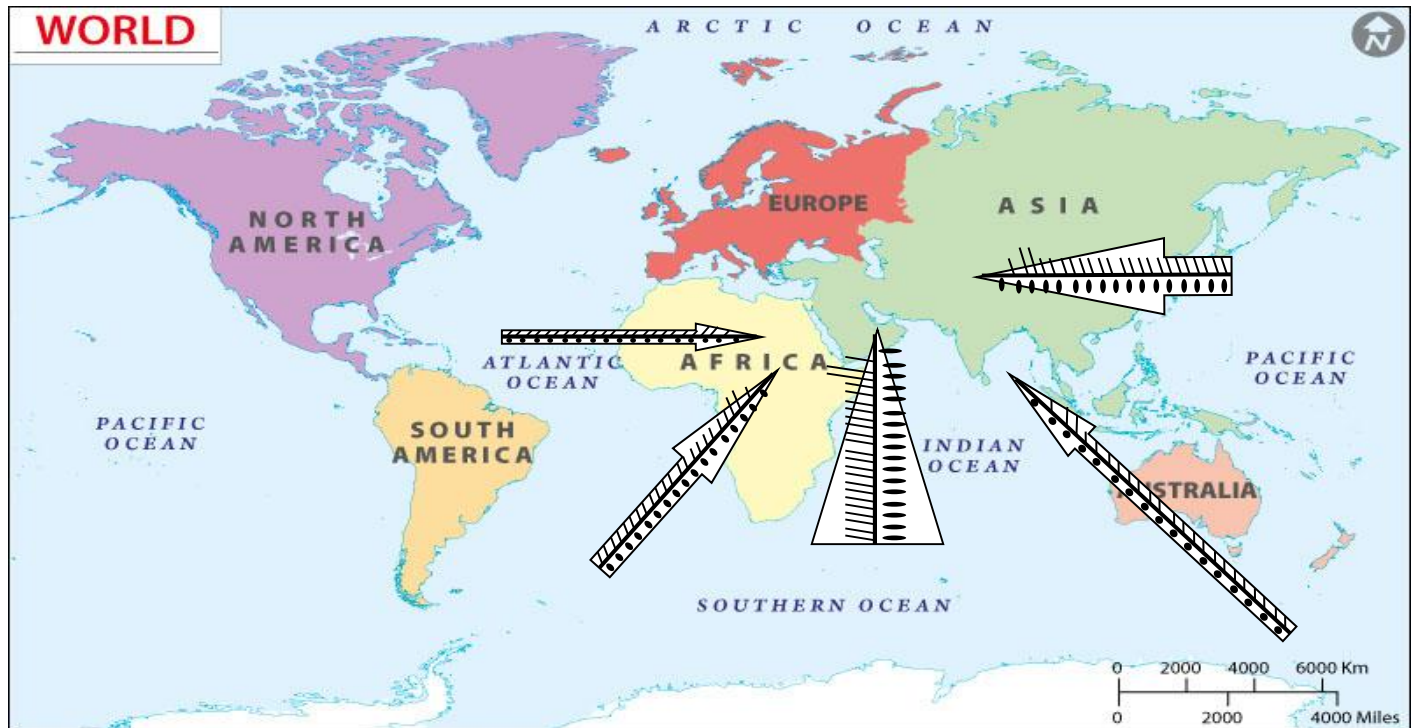 WORLD
ARCTIC OCEAN
N
EUROPE
ASIA
NORTH
AMERICA
ATLANTIC
OCEAN
AFRICA
PACIFIC
OCEAN
PACIFIC
OCEAN
SOUTH
AMERICA
INDIAN
OCEAN
AUSTRALIA
SOUTHERN OCEAN
0 2000 4000 6000 Km
0 2000 4000 Miles